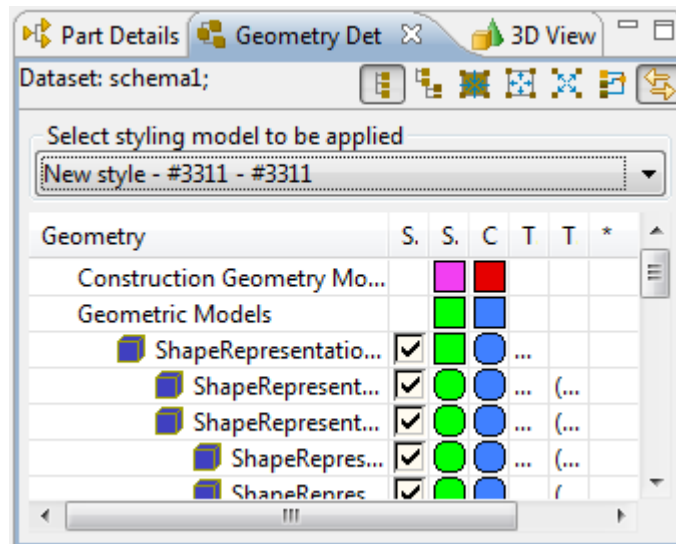 Part Details Geometry Det 3D View
Dataset: schema1;
Select styling model to be applied
New style - #3311 - #3311
Geometry S. S. C T T *
Construction Geometry Mo...
Geometric Models
ShapeRepresentatio... ...
ShapeRepresent... ... (...
ShapeRepresent... ... (...
ShapeRepres... ... (...
ShapeRepres... ... (...